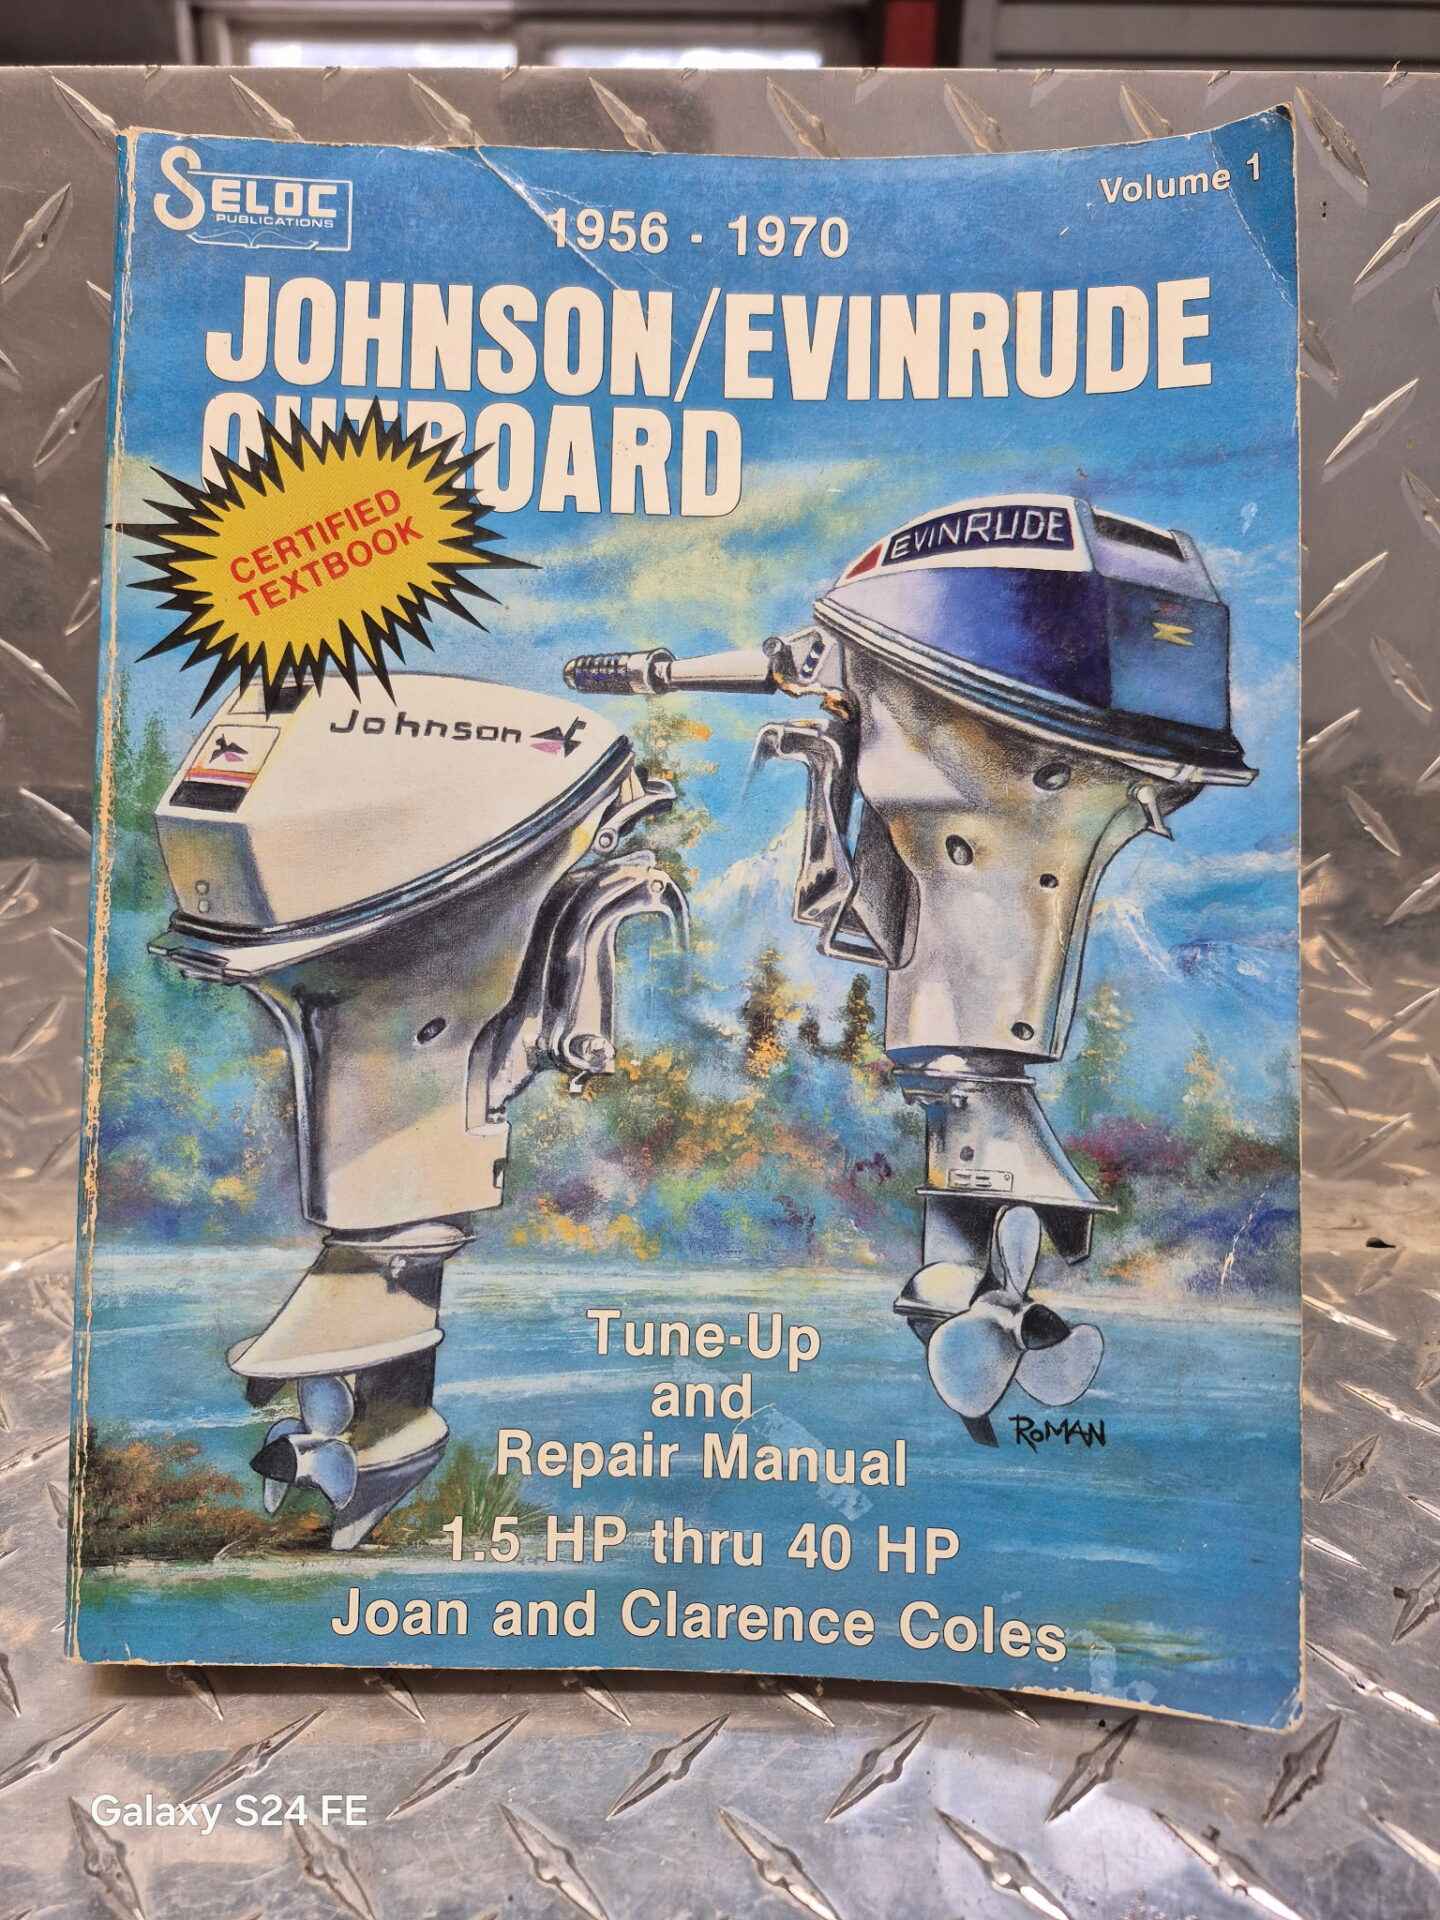 SELOC
PUBLICATIONS
Volume 1
1956 - 1970
JOHNSON/EVINRUDE
OUTBOARD
CERTIFIED
TEXTBOOK
EVINRUDE
Johnson
ROMAN
Tune-Up
and
Repair Manual
1.5 HP thru 40 HP
Joan and Clarence Coles
Galaxy S24 FE